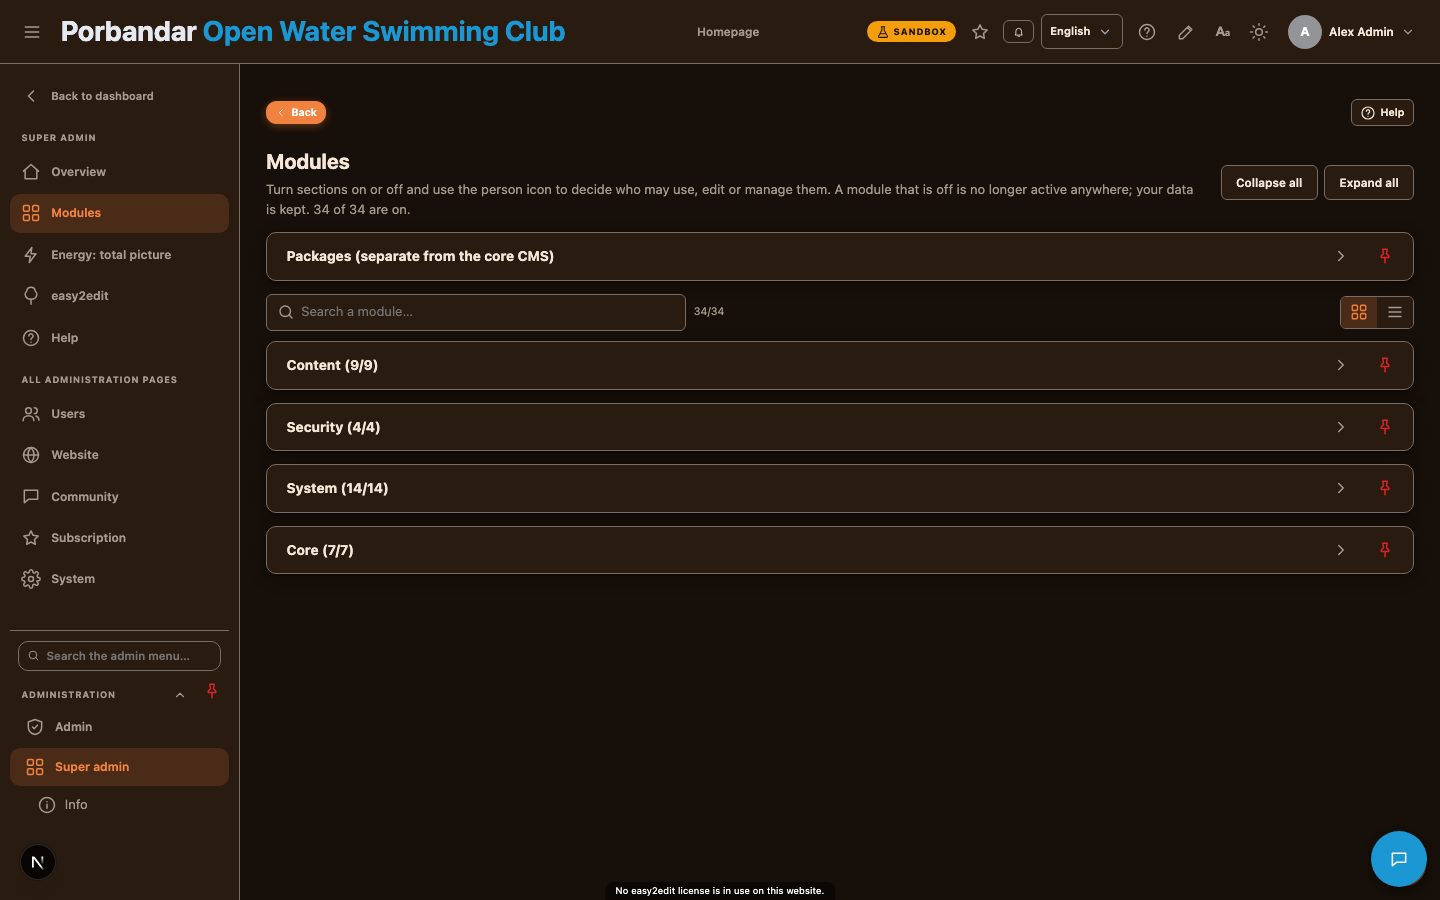 Porbandar Open Water Swimming Club
Homepage
SANDBOX
English
Aa
A
Alex Admin
Back to dashboard
SUPER ADMIN
Overview
Modules
Energy: total picture
easy2edit
Help
ALL ADMINISTRATION PAGES
Users
Website
Community
Subscription
System
Search the admin menu...
ADMINISTRATION
Admin
Super admin
Info
N
Back
Help
Modules
Turn sections on or off and use the person icon to decide who may use, edit or manage them. A module that is off is no longer active anywhere; your data
is kept. 34 of 34 are on.
Collapse all
Expand all
Packages (separate from the core CMS)
Search a module...
34/34
Content (9/9)
Security (4/4)
System (14/14)
Core (7/7)
No easy2edit license is in use on this website.